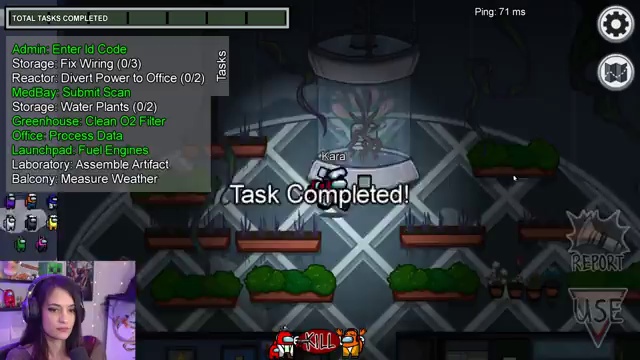 TOTAL TASKS COMPLETED
Ping: 71 ms
Admin: Enter Id Code
Storage: Fix Wiring (0/3)
Reactor: Divert Power to Office (0/2)
MedBay: Submit Scan
Storage: Water Plants (0/2)
Greenhouse: Clean O2 Filter
Office: Process Data
Launchpad: Fuel Engines
Laboratory: Assemble Artifact
Balcony: Measure Weather
Tasks
Kara
Task Completed!
REPORT
USE
KILL